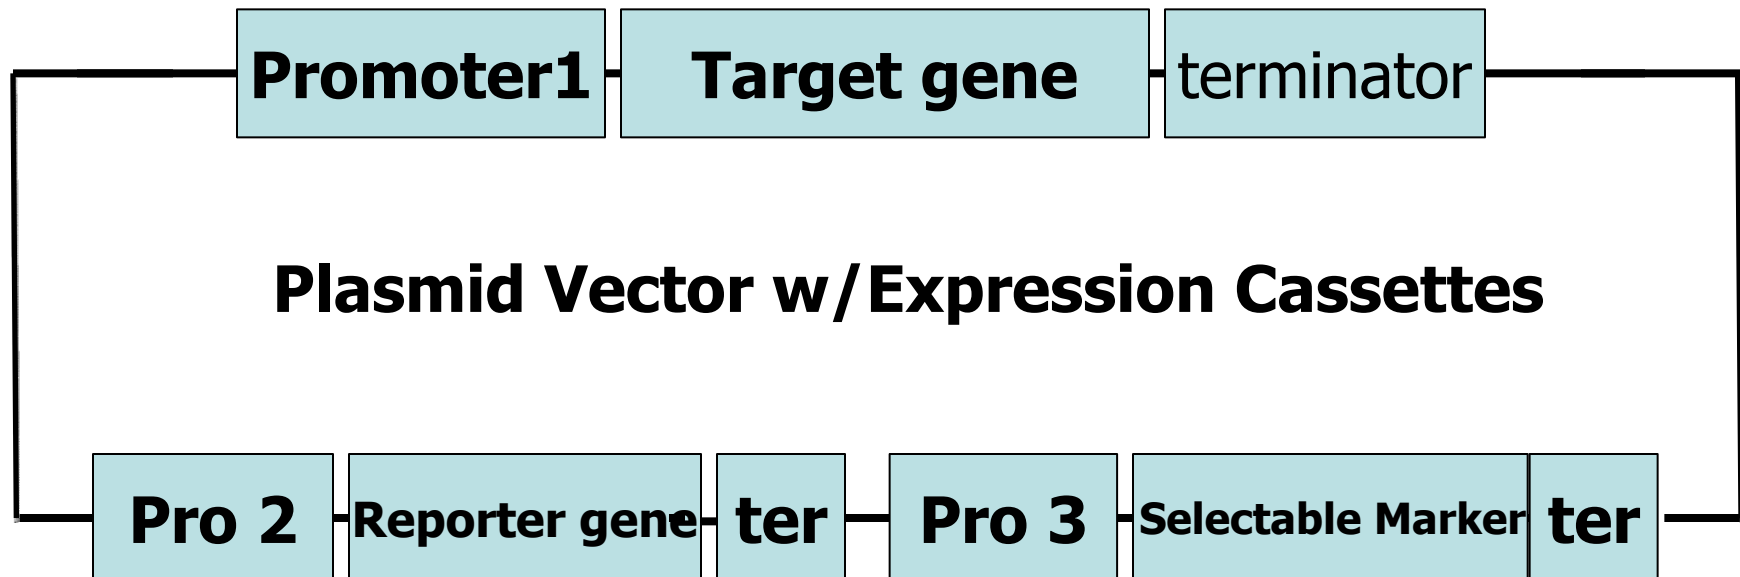 Promoter1 Target gene terminator
Plasmid Vector w/Expression Cassettes
Pro 2 Reporter gene ter Pro 3 Selectable Marker ter